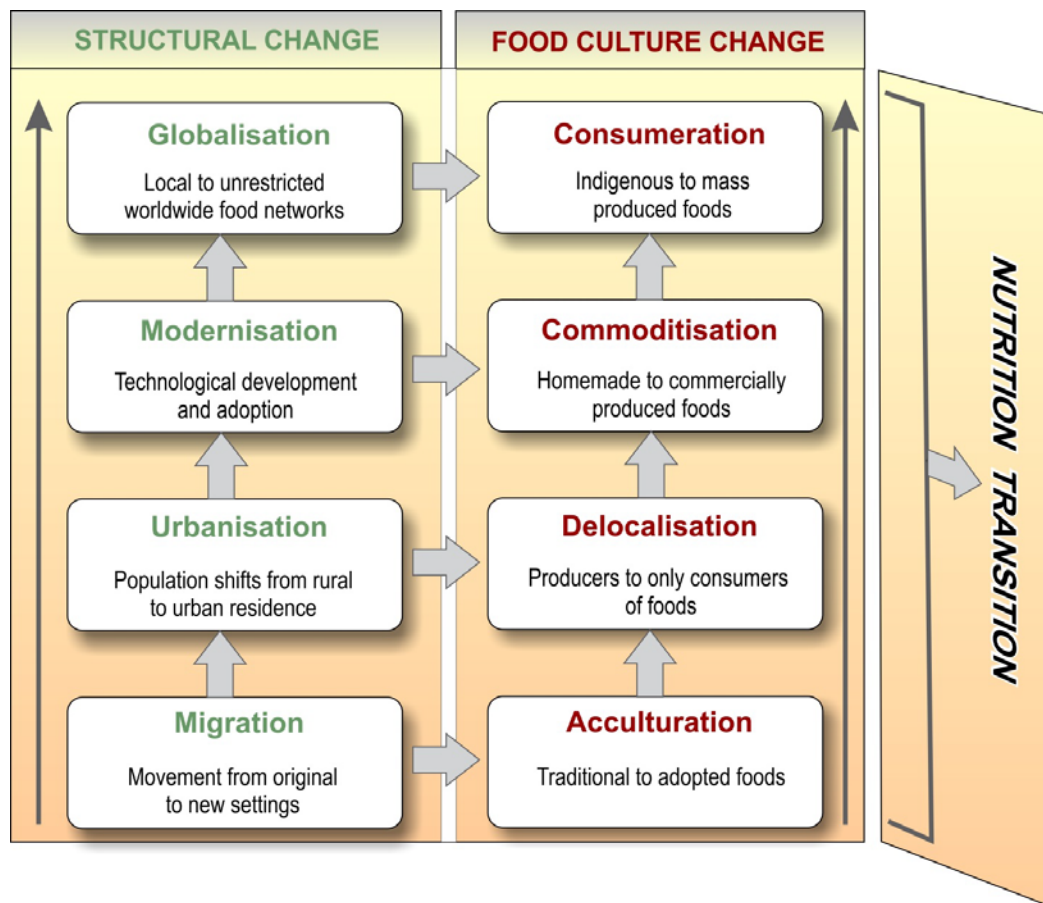 STRUCTURAL CHANGE
Globalisation
Local to unrestricted
worldwide food networks
Modernisation
Technological development
and adoption
Urbanisation
Population shifts from rural
to urban residence
Migration
Movement from original
to new settings
FOOD CULTURE CHANGE
Consumeration
Indigenous to mass
produced foods
Commoditisation
Homemade to commercially
produced foods
Delocalisation
Producers to only consumers
of foods
Acculturation
Traditional to adopted foods
NUTRITION TRANSITION